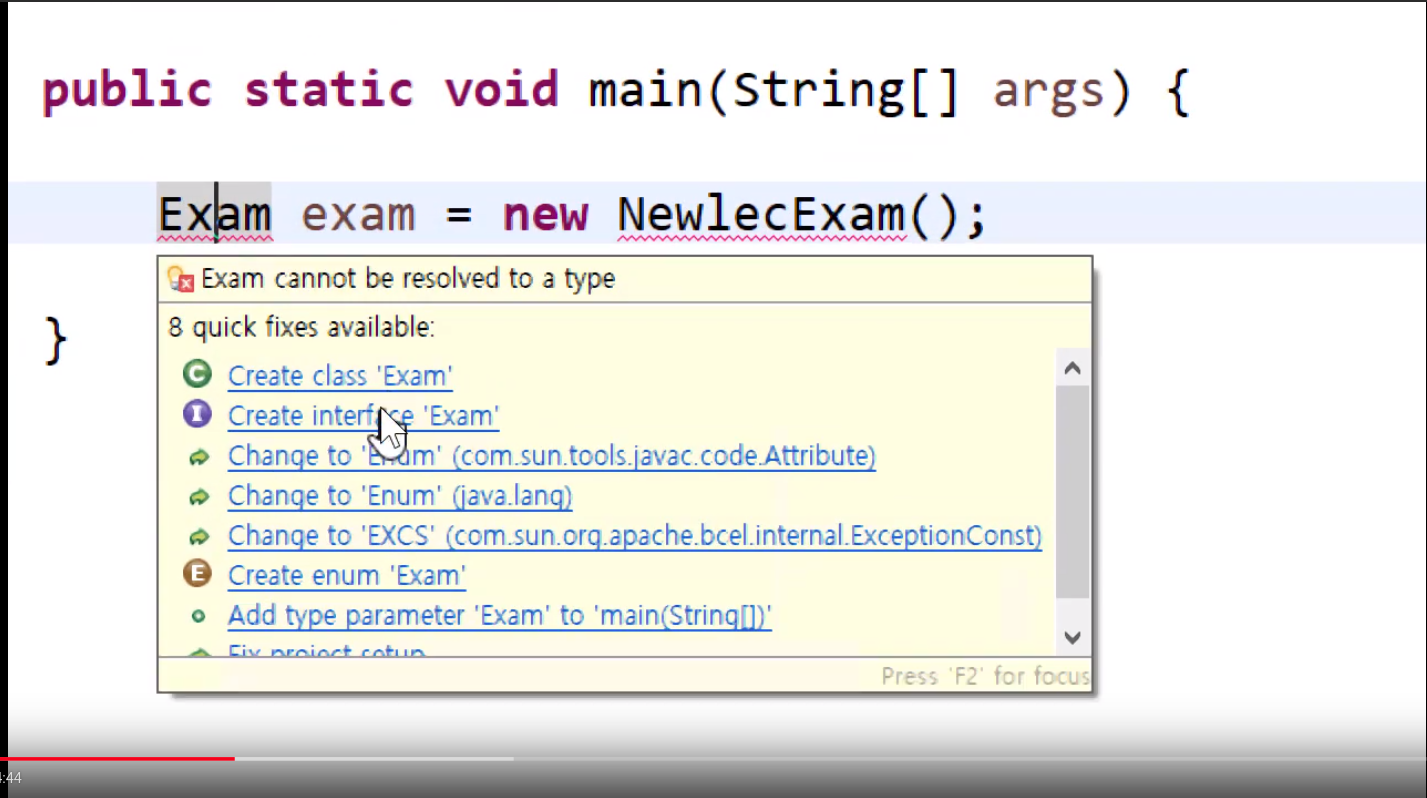 public static void main(String[] args) {
Exam exam = new NewlecExam();
Exam cannot be resolved to a type
8 quick fixes available:
Create class 'Exam'
Create interface 'Exam'
Change to 'Enum' (com.sun.tools.javac.code.Attribute)
Change to 'Enum' (java.lang)
Change to 'EXCS' (com.sun.org.apache.bcel.internal.ExceptionConst)
Create enum 'Exam'
Add type parameter 'Exam' to 'main(String[])'
Fix project setup...
Press 'F2' for focus
}
:44